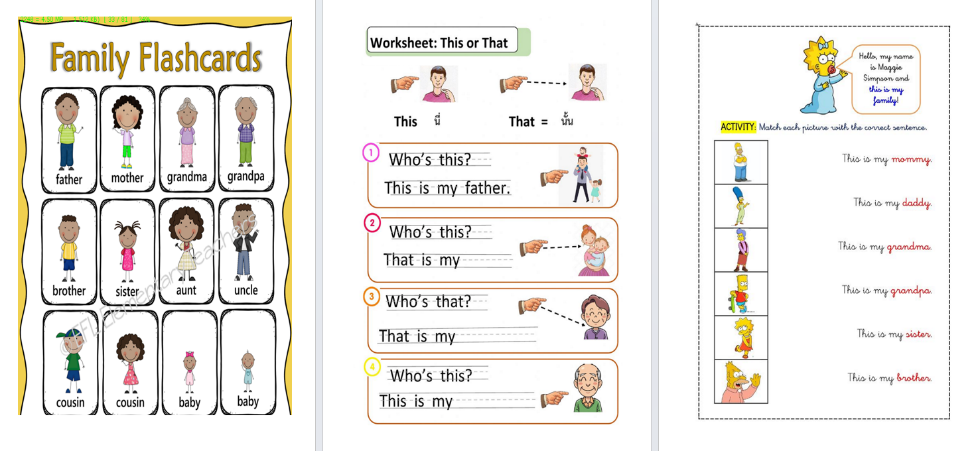 Family Flashcards
father mother grandma grandpa
brother sister aunt uncle
cousin cousin baby baby
Worksheet: This or That
This นี่ That = นั้น
1
Who's this?
This is my father.
2
Who's this?
That is my
3
Who's that?
That is my
4
Who's this?
This is my
Hello, my name
is Maggie
Simpson and
this is my
family!
ACTIVITY: Match each picture with the correct sentence.
This is my mommy.
This is my daddy.
This is my grandma.
This is my grandpa.
This is my sister.
This is my brother.